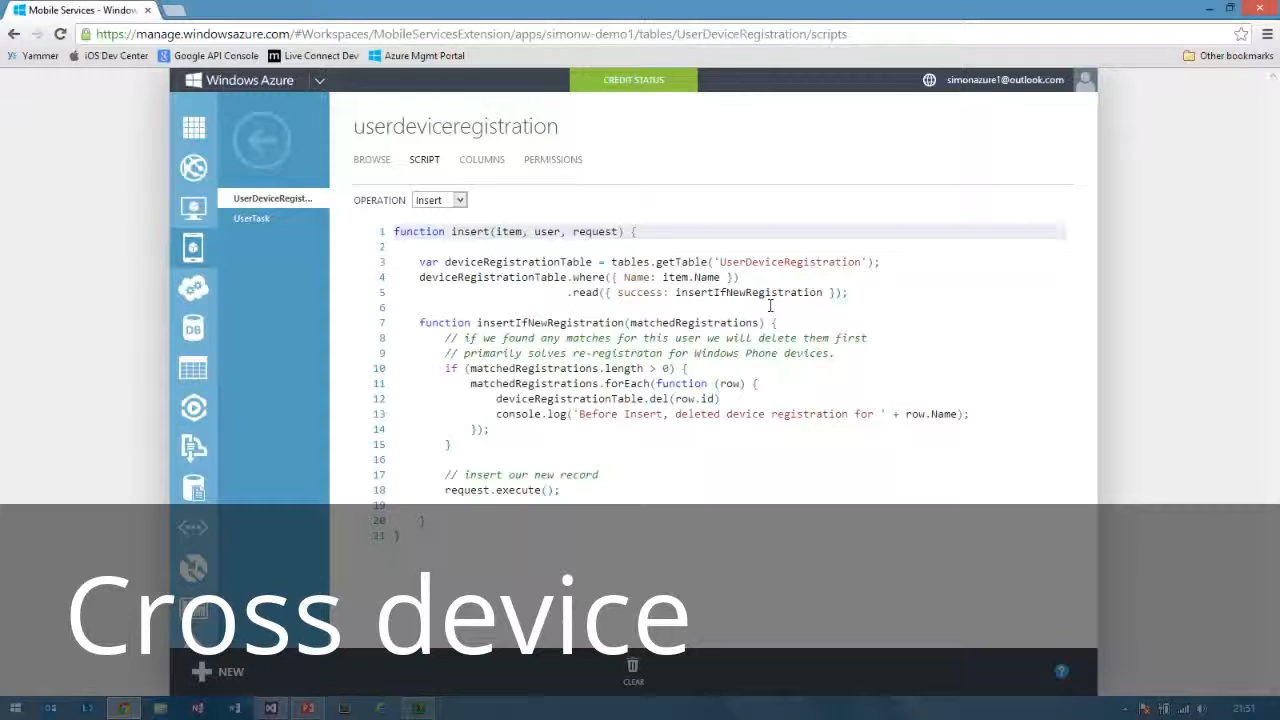 Mobile Services - Window
https://manage.windowsazure.com/#Workspaces/MobileServicesExtension/apps/simonw-demo1/tables/UserDeviceRegistration/scripts
Yammer iOS Dev Center Google API Console Live Connect Dev Azure Mgmt Portal Other bookmarks
Windows Azure CREDIT STATUS simonazure1@outlook.com
userdeviceregistration
BROWSE SCRIPT COLUMNS PERMISSIONS
UserDeviceRegist...
UserTask
OPERATION Insert
1 function insert(item, user, request) {
2
3 var deviceRegistrationTable = tables.getTable('UserDeviceRegistration');
4 deviceRegistrationTable.where({ Name: item.Name })
5 .read({ success: insertIfNewRegistration });
6
7 function insertIfNewRegistration(matchedRegistrations) {
8 // if we found any matches for this user we will delete them first
9 // primarily solves re-registraton for Windows Phone devices.
10 if (matchedRegistrations.length > 0) {
11 matchedRegistrations.forEach(function (row) {
12 deviceRegistrationTable.del(row.id)
13 console.log('Before Insert, deleted device registration for ' + row.Name);
14 });
15 }
16
17 // insert our new record
18 request.execute();
19
20 }
21 }
DB
Cross device
NEW
CLEAR
?
21:51